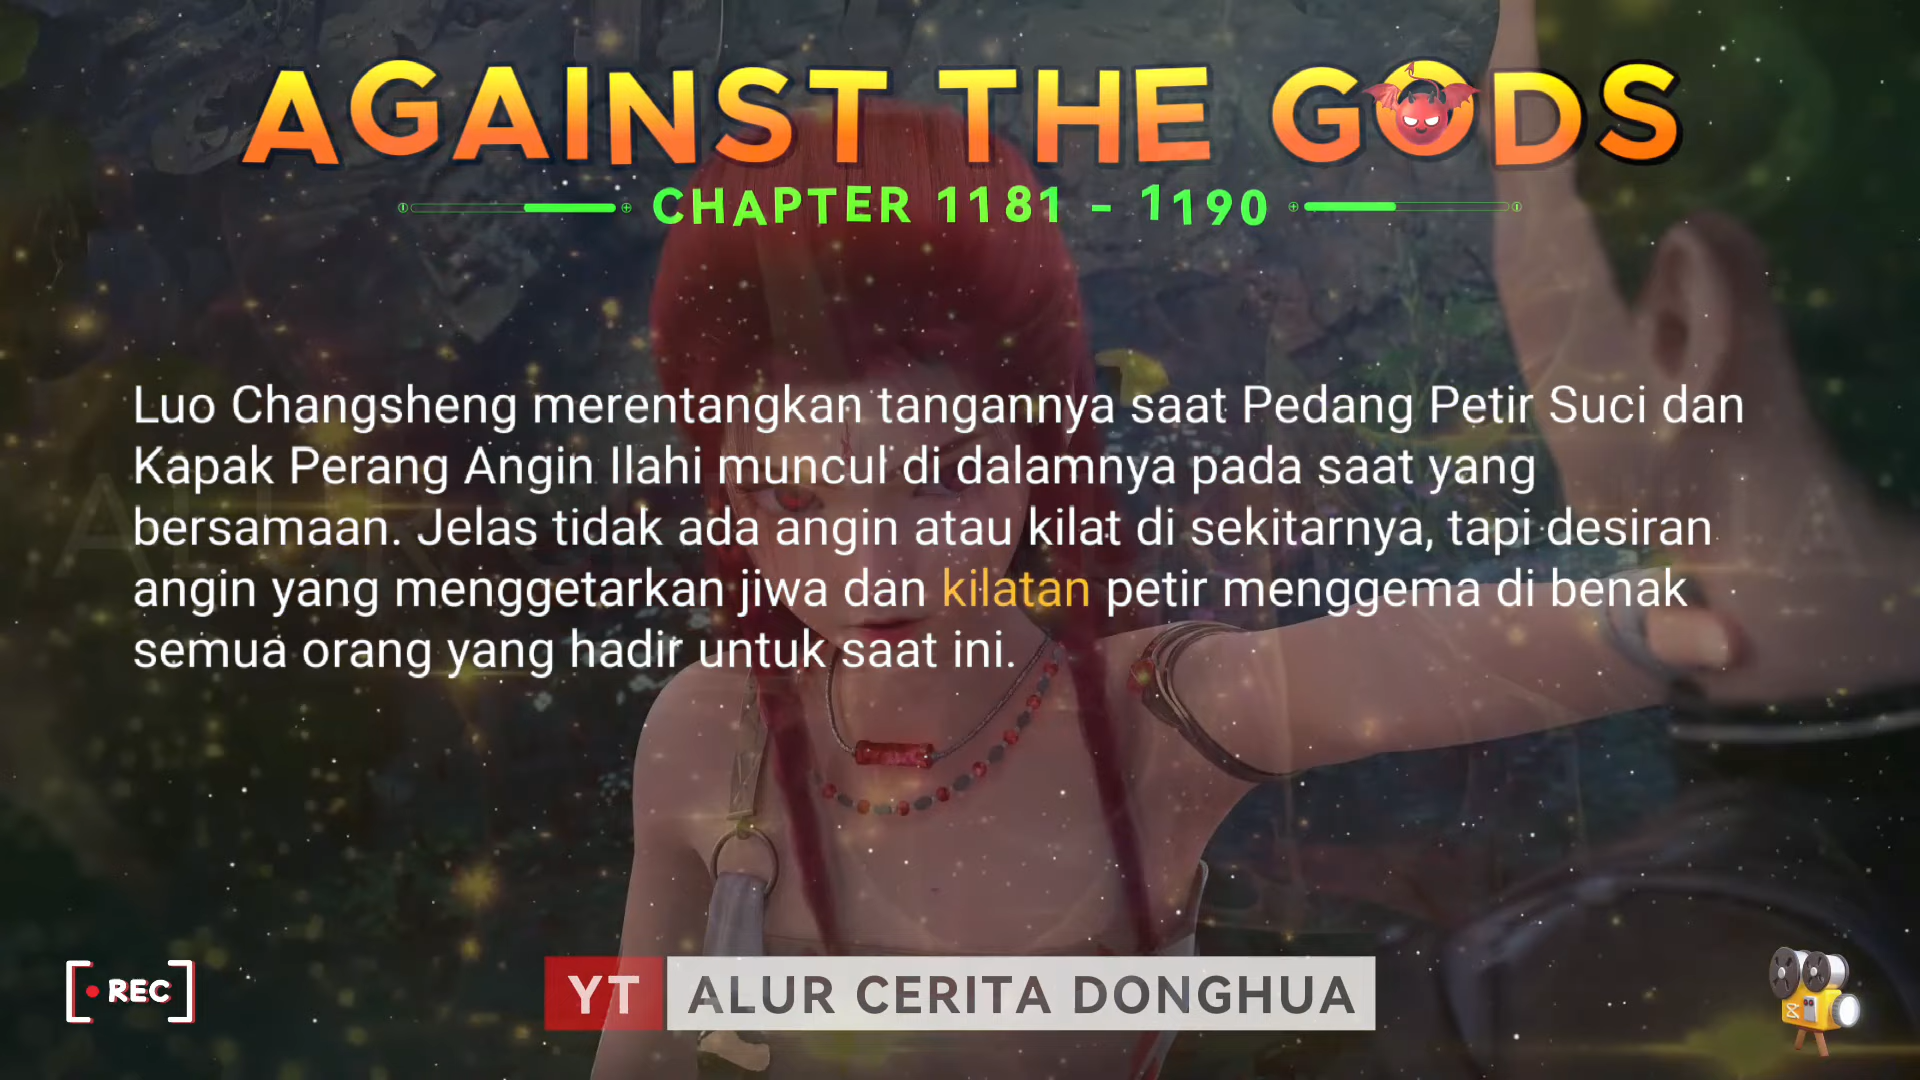 AGAINST THE GODS
CHAPTER 1181 - 1190
Luo Changsheng merentangkan tangannya saat Pedang Petir Suci dan
Kapak Perang Angin Ilahi muncul di dalamnya pada saat yang
bersamaan. Jelas tidak ada angin atau kilat di sekitarnya, tapi desiran
angin yang menggetarkan jiwa dan kilatan petir menggema di benak
semua orang yang hadir untuk saat ini.
REC
YT ALUR CERITA DONGHUA